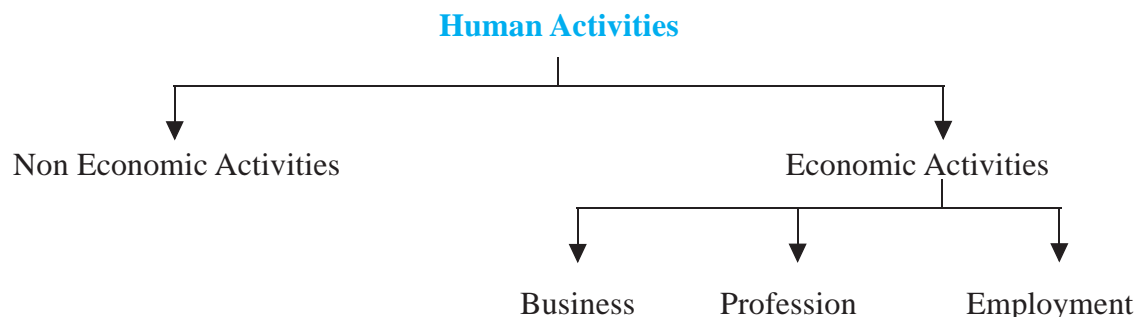 Human Activities
Non Economic Activities Economic Activities
Business Profession Employment